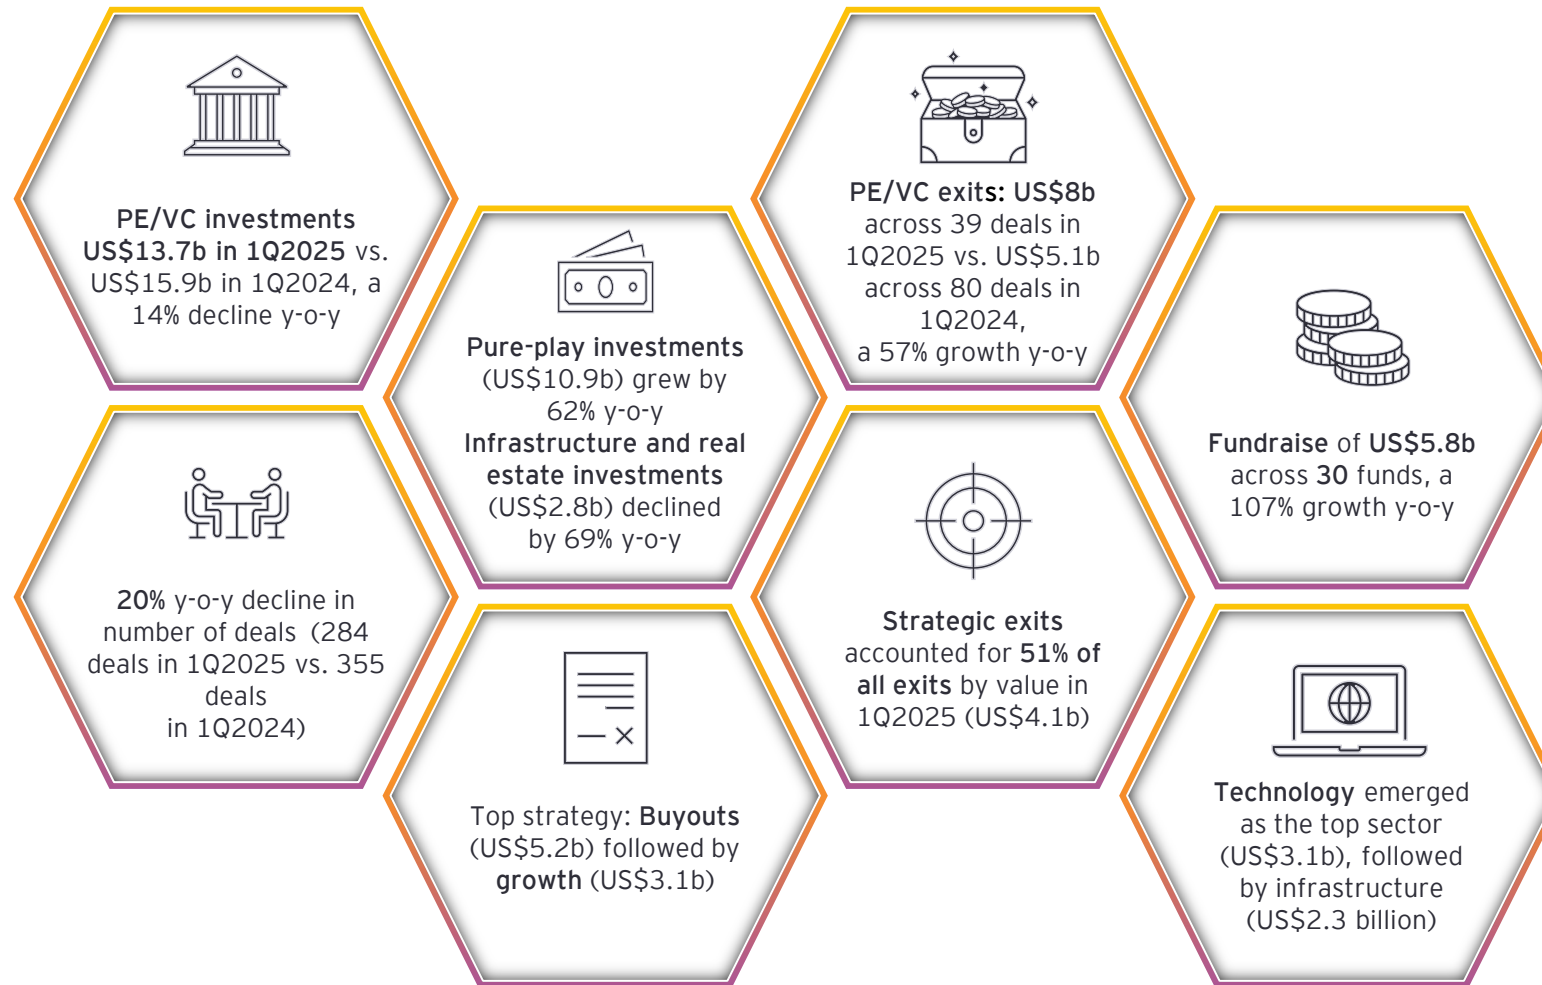 PE/VC investments
US$13.7b in 1Q2025 vs.
US$15.9b in 1Q2024, a
14% decline y-o-y
20% y-o-y decline in
number of deals (284
deals in 1Q2025 vs. 355
deals
in 1Q2024)
Pure-play investments
(US$10.9b) grew by
62% y-o-y
Infrastructure and real
estate investments
(US$2.8b) declined
by 69% y-o-y
Top strategy: Buyouts
(US$5.2b) followed by
growth (US$3.1b)
PE/VC exits: US$8b
across 39 deals in
1Q2025 vs. US$5.1b
across 80 deals in
1Q2024,
a 57% growth y-o-y
Strategic exits
accounted for 51% of
all exits by value in
1Q2025 (US$4.1b)
Fundraise of US$5.8b
across 30 funds, a
107% growth y-o-y
Technology emerged
as the top sector
(US$3.1b), followed
by infrastructure
(US$2.3 billion)